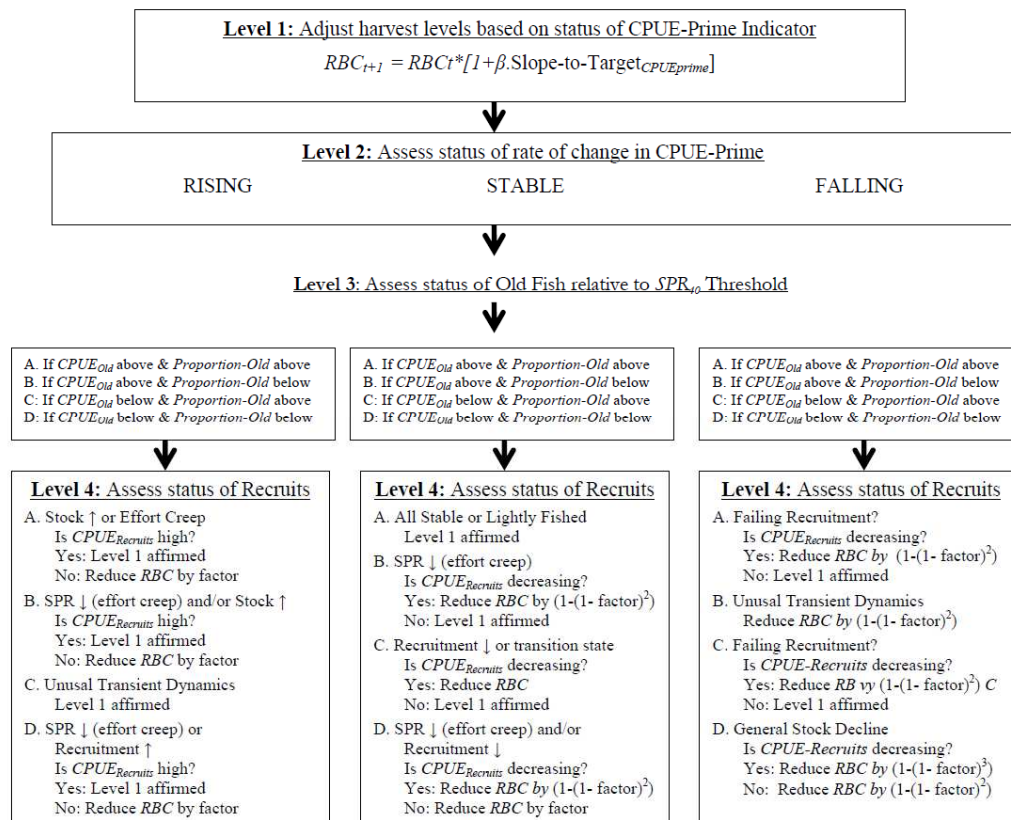 Level 1: Adjust harvest levels based on status of CPUE-Prime Indicator
RBCt+1 = RBCt*[1+β.Slope-to-TargetCPUEprime]
Level 2: Assess status of rate of change in CPUE-Prime
RISING STABLE FALLING
Level 3: Assess status of Old Fish relative to SPR40 Threshold
A. If CPUEOld above & Proportion-Old above
B. If CPUEOld above & Proportion-Old below
C: If CPUEOld below & Proportion-Old above
D: If CPUEOld below & Proportion-Old below
A. If CPUEOld above & Proportion-Old above
B. If CPUEOld above & Proportion-Old below
C: If CPUEOld below & Proportion-Old above
D: If CPUEOld below & Proportion-Old below
A. If CPUEOld above & Proportion-Old above
B. If CPUEOld above & Proportion-Old below
C: If CPUEOld below & Proportion-Old above
D: If CPUEOld below & Proportion-Old below
Level 4: Assess status of Recruits
A. Stock ↑ or Effort Creep
Is CPUERecruits high?
Yes: Level 1 affirmed
No: Reduce RBC by factor
B. SPR ↓ (effort creep) and/or Stock ↑
Is CPUERecruits high?
Yes: Level 1 affirmed
No: Reduce RBC by factor
C. Unusal Transient Dynamics
Level 1 affirmed
D. SPR ↓ (effort creep) or
Recruitment ↑
Is CPUERecruits high?
Yes: Level 1 affirmed
No: Reduce RBC by factor
Level 4: Assess status of Recruits
A. All Stable or Lightly Fished
Level 1 affirmed
B. SPR ↓ (effort creep)
Is CPUERecruits decreasing?
Yes: Reduce RBC by (1-(1- factor)²)
No: Level 1 affirmed
C. Recruitment ↓ or transition state
Is CPUERecruits decreasing?
Yes: Reduce RBC
No: Level 1 affirmed
D. SPR ↓ (effort creep) and/or
Recruitment ↓
Is CPUERecruits decreasing?
Yes: Reduce RBC by (1-(1- factor)²)
No: Reduce RBC by factor
Level 4: Assess status of Recruits
A. Failing Recruitment?
Is CPUERecruits decreasing?
Yes: Reduce RBC by (1-(1- factor)²)
No: Level 1 affirmed
B. Unusal Transient Dynamics
Reduce RBC by (1-(1- factor)²)
C. Failing Recruitment?
Is CPUE-Recruits decreasing?
Yes: Reduce RB vy (1-(1- factor)²) C
No: Level 1 affirmed
D. General Stock Decline
Is CPUE-Recruits decreasing?
Yes: Reduce RBC by (1-(1- factor)³)
No: Reduce RBC by (1-(1- factor)²)